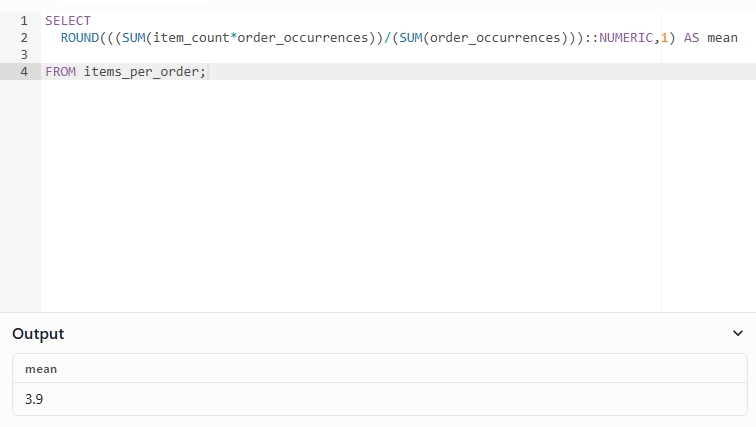 1 SELECT
2 ROUND(((SUM(item_count*order_occurrences))/(SUM(order_occurrences)))::NUMERIC,1) AS mean
3
4 FROM items_per_order;
Output
mean
3.9